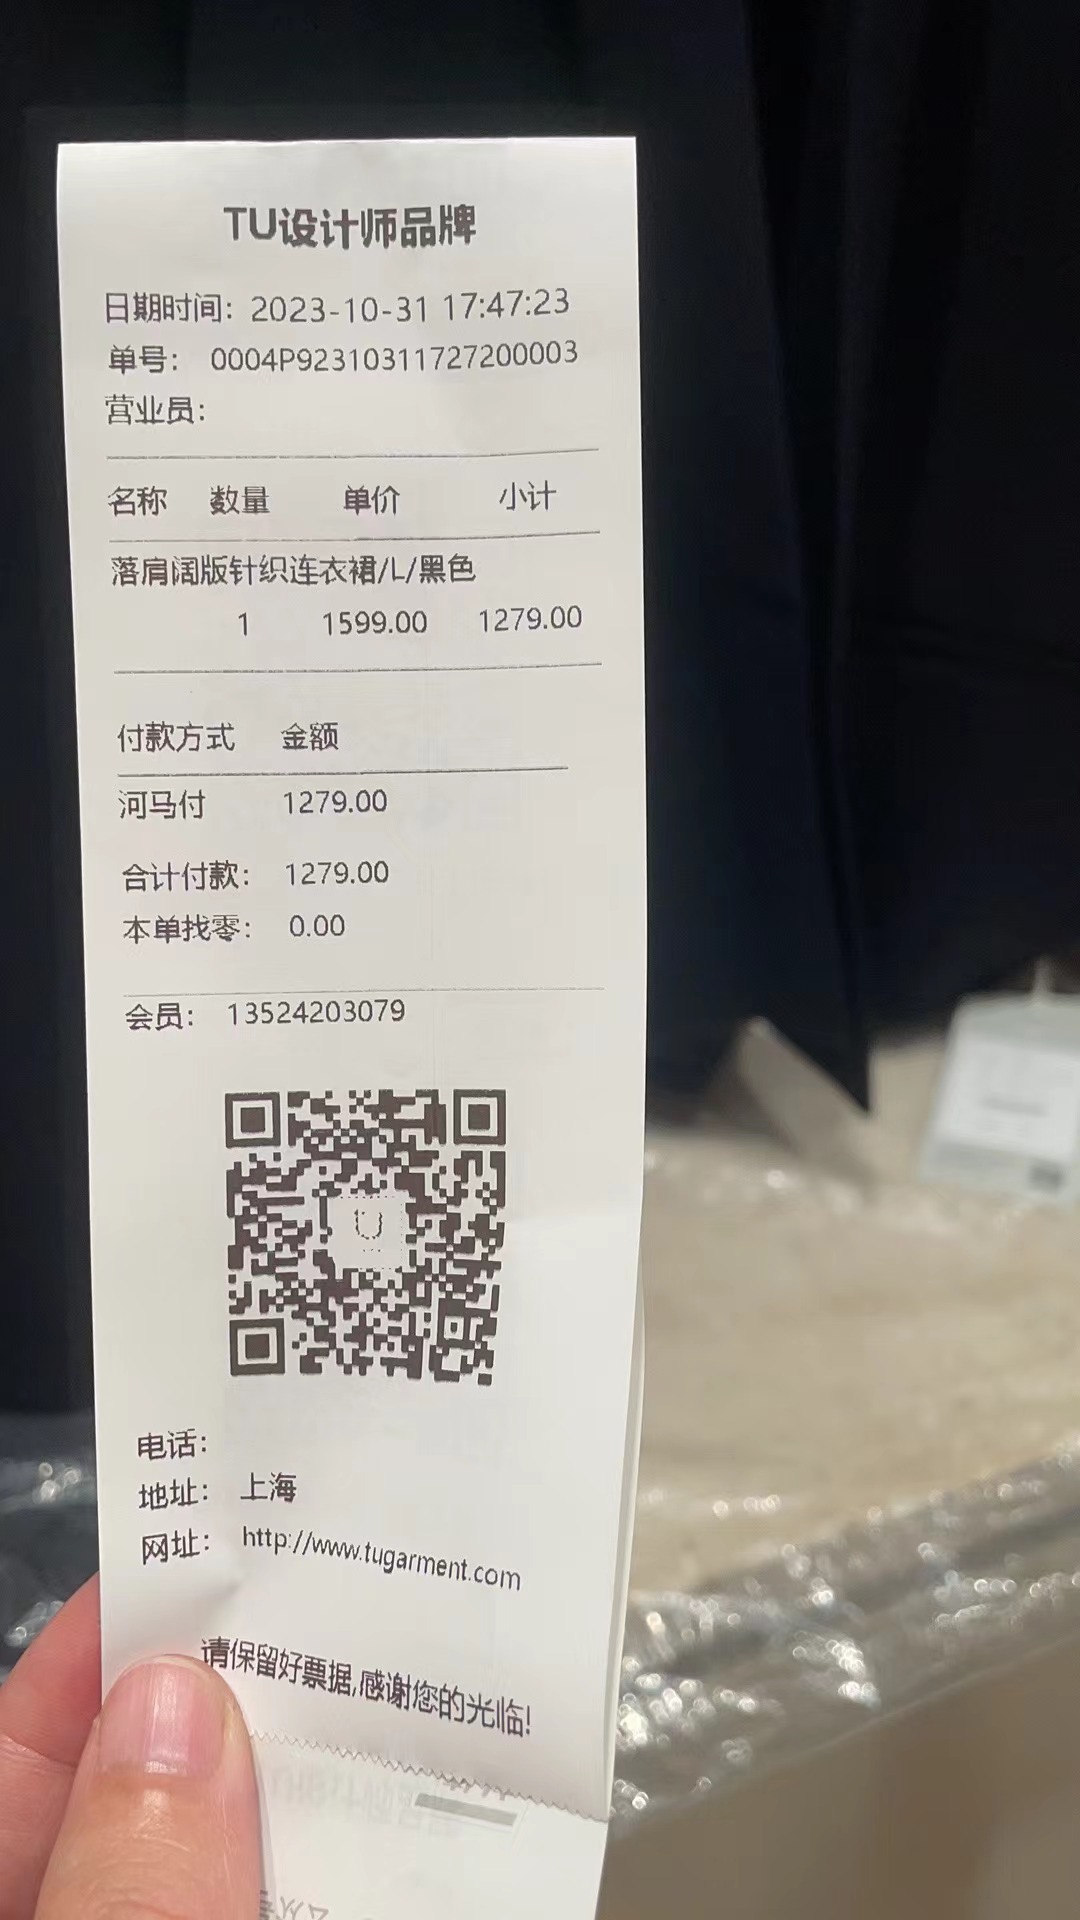 TU设计师品牌
日期时间：2023-10-31 17:47:23
单号： 0004P92310311727200003
营业员：
名称 数量 单价 小计
落肩阔版针织连衣裙/L/黑色
1 1599.00 1279.00
付款方式 金额
河马付 1279.00
合计付款： 1279.00
本单找零： 0.00
会员： 13524203079
U
电话：
地址： 上海
网址： http://www.tugarment.com
请保留好票据,感谢您的光临!